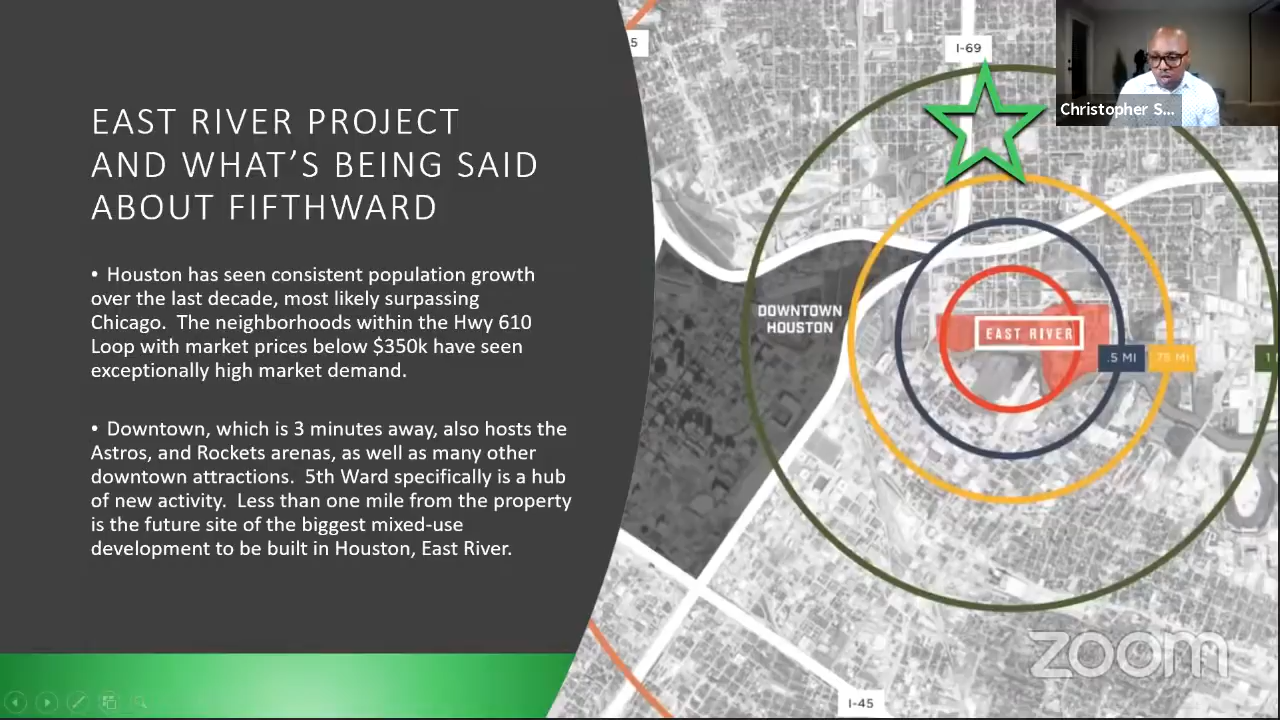 EAST RIVER PROJECT
AND WHAT'S BEING SAID
ABOUT FIFTHWARD
• Houston has seen consistent population growth
over the last decade, most likely surpassing
Chicago. The neighborhoods within the Hwy 610
Loop with market prices below $350k have seen
exceptionally high market demand.
• Downtown, which is 3 minutes away, also hosts the
Astros, and Rockets arenas, as well as many other
downtown attractions. 5th Ward specifically is a hub
of new activity. Less than one mile from the property
is the future site of the biggest mixed-use
development to be built in Houston, East River.
5
I-69
Christopher S...
DOWNTOWN
HOUSTON
EAST RIVER
.5 MI
.75 MI
1
zoom
I-45